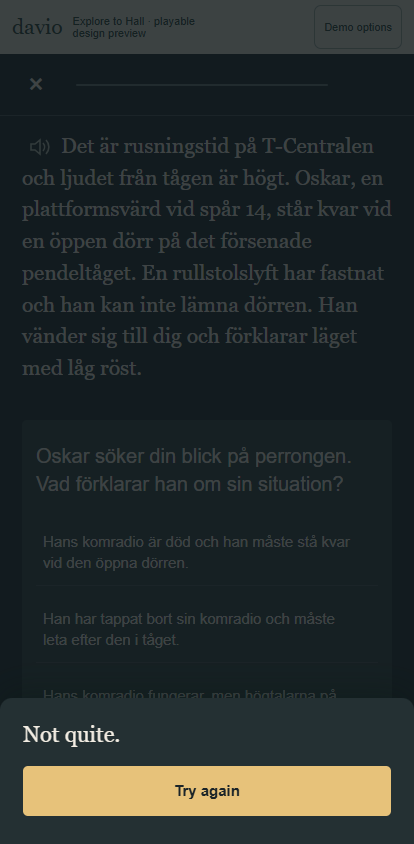 davio
Explore to Hall · playable
design preview
Demo options
Det är rusningstid på T-Centralen
och ljudet från tågen är högt. Oskar, en
plattformsvärd vid spår 14, står kvar vid
en öppen dörr på det försenade
pendeltåget. En rullstolslyft har fastnat
och han kan inte lämna dörren. Han
vänder sig till dig och förklarar läget
med låg röst.
Oskar söker din blick på perrongen.
Vad förklarar han om sin situation?
Hans komradio är död och han måste stå kvar
vid den öppna dörren.
Han har tappat bort sin komradio och måste
leta efter den i tåget.
Hans komradio fungerar, men högtalarna på
Not quite.
Try again